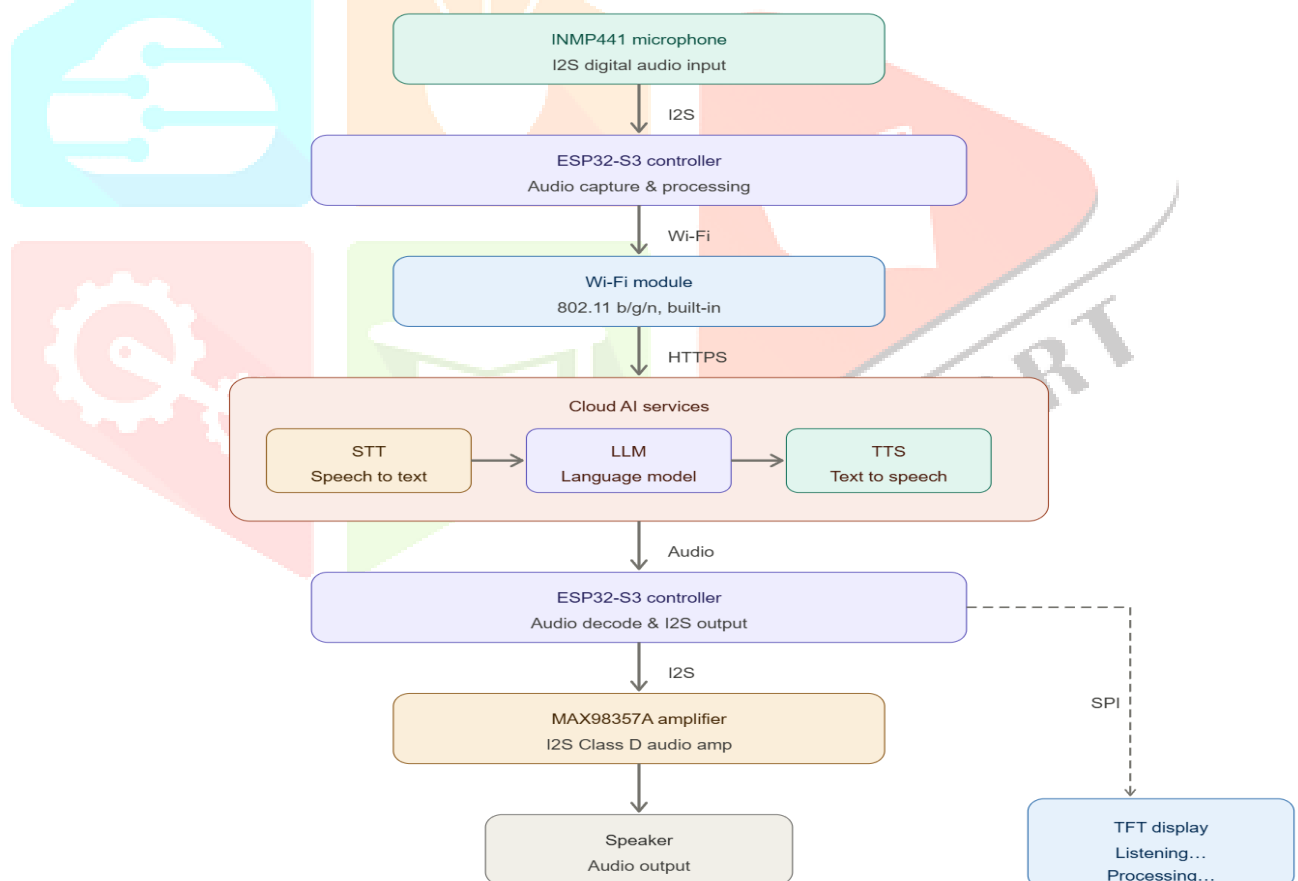 INMP441 microphone
I2S digital audio input
I2S
ESP32-S3 controller
Audio capture & processing
Wi-Fi
Wi-Fi module
802.11 b/g/n, built-in
HTTPS
Cloud AI services
STT
Speech to text
LLM
Language model
TTS
Text to speech
Audio
ESP32-S3 controller
Audio decode & I2S output
I2S
SPI
MAX98357A amplifier
I2S Class D audio amp
Speaker
Audio output
TFT display
Listening...
Processing...